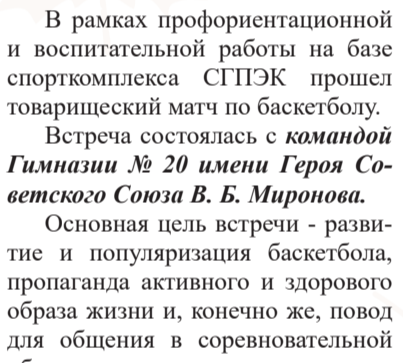 В рамках профориентационной
и воспитательной работы на базе
спорткомплекса СГПЭК прошел
товарищеский матч по баскетболу.
Встреча состоялась с командой
Гимназии № 20 имени Героя Со-
ветского Союза В. Б. Миронова.
Основная цель встречи - разви-
тие и популяризация баскетбола,
пропаганда активного и здорового
образа жизни и, конечно же, повод
для общения в соревновательной